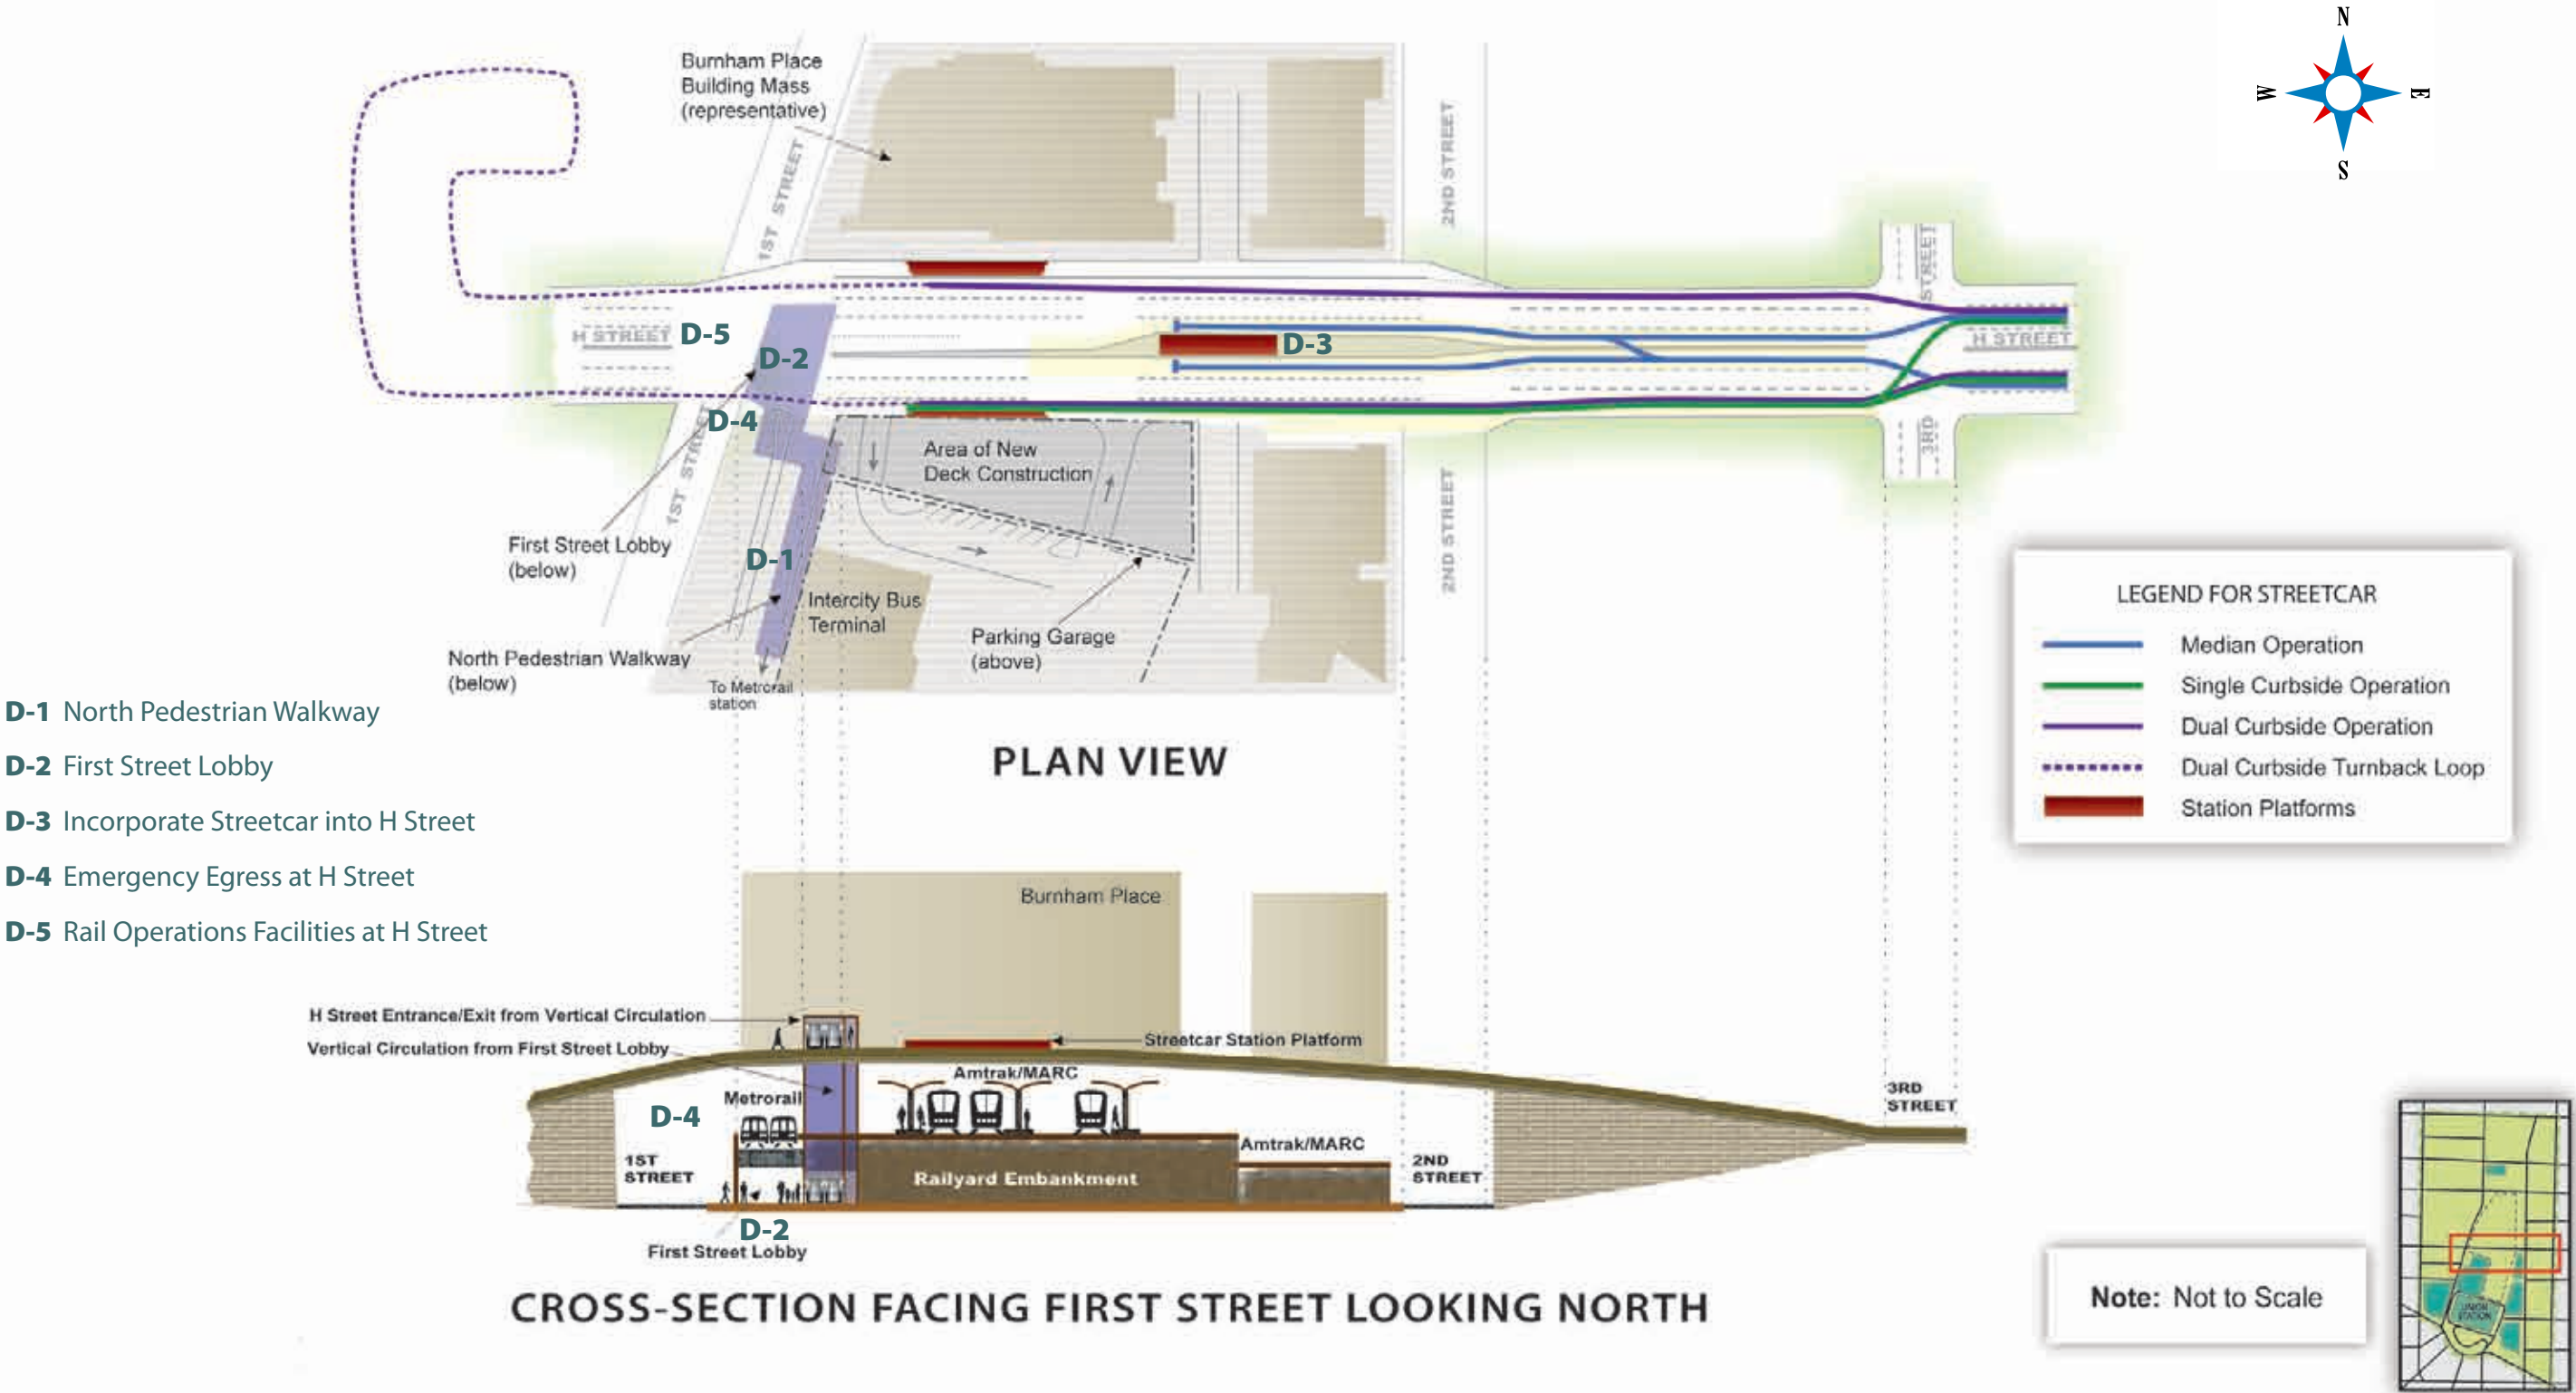 N
W
E
S
Burnham Place
Building Mass
(representative)
1ST STREET
2ND STREET
STREET
H STREET
D-5
D-2
D-3
H STREET
D-4
1ST STREET
Area of New
Deck Construction
2ND STREET
3RD
First Street Lobby
(below)
D-1
Intercity Bus
Terminal
Parking Garage
(above)
North Pedestrian Walkway
(below)
To Metrorail
station
LEGEND FOR STREETCAR
Median Operation
Single Curbside Operation
Dual Curbside Operation
Dual Curbside Turnback Loop
Station Platforms
D-1 North Pedestrian Walkway
D-2 First Street Lobby
D-3 Incorporate Streetcar into H Street
D-4 Emergency Egress at H Street
D-5 Rail Operations Facilities at H Street
PLAN VIEW
Burnham Place
H Street Entrance/Exit from Vertical Circulation
Vertical Circulation from First Street Lobby
Streetcar Station Platform
Amtrak/MARC
Metrorail
D-4
3RD
STREET
Amtrak/MARC
1ST
STREET
Railyard Embankment
2ND
STREET
D-2
First Street Lobby
CROSS-SECTION FACING FIRST STREET LOOKING NORTH
Note: Not to Scale
UNION
STATION